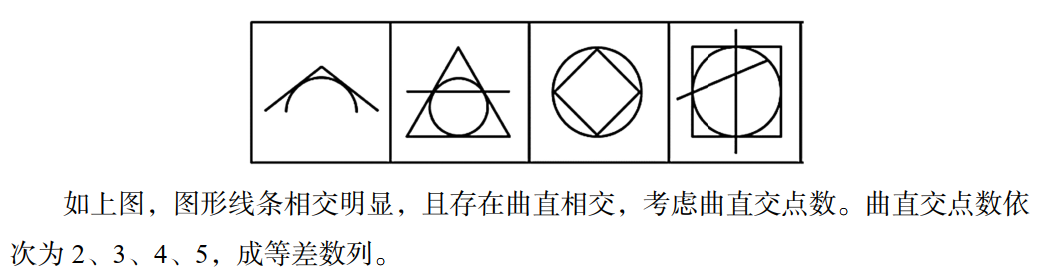 如上图，图形线条相交明显，且存在曲直相交，考虑曲直交点数。曲直交点数依
次为 2、3、4、5，成等差数列。